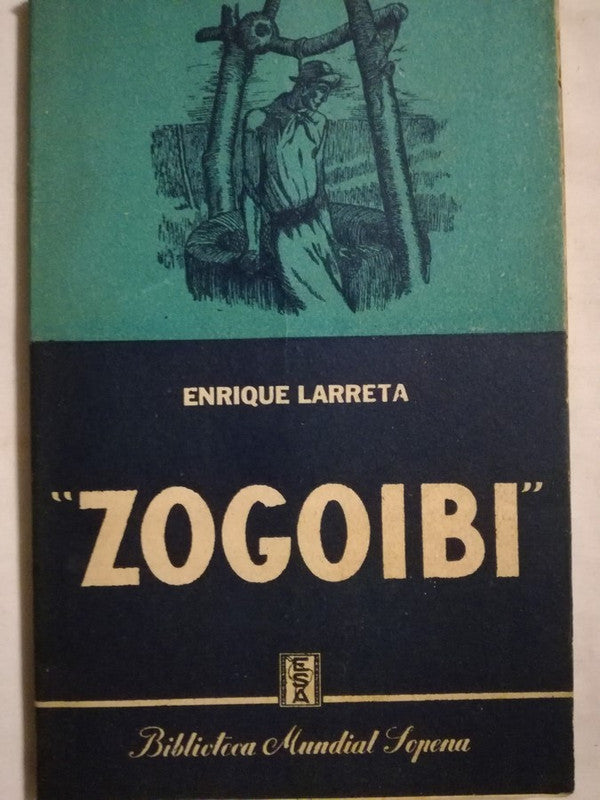 ENRIQUE LARRETA
"ZOGOIBI"
ESA
Biblioteca Mundial Sopena